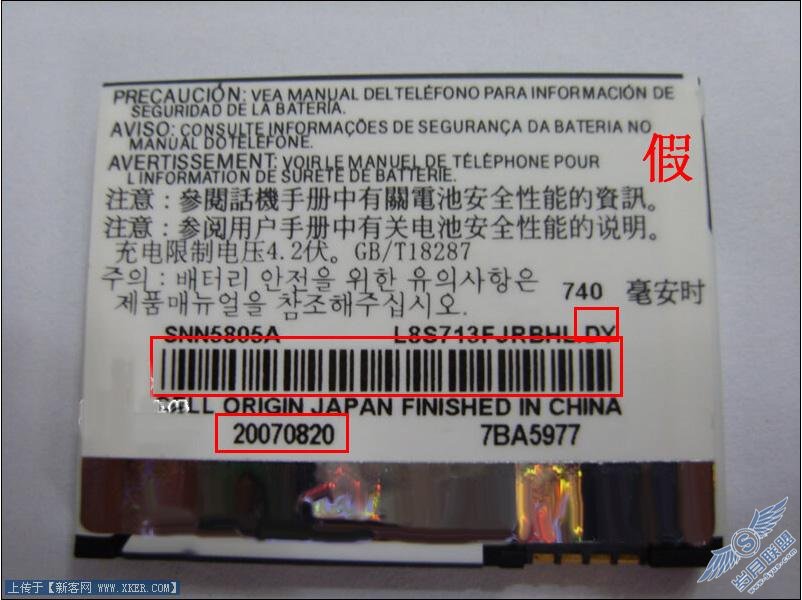 PRECAUCIÓN: VEA MANUAL DELTELÉFONO PARA INFORMACIÓN DE
SEGURIDAD DE LA BATERÍA.
AVISO: CONSULTE INFORMAÇÕES DE SEGURANÇA DA BATERIA NO
MANUAL DOTELEFONE.
假
AVERTISSEMENT: VOIR LE MANUEL DE TÉLÉPHONE POUR
L'INFORMATION DE SURETE DE BATTERIE.
注意：參閱話機手册中有關電池安全性能的資訊。
注意：参阅用户手册中有关电池安全性能的说明。
充电限制电压4.2伏。GB/T18287
주의 : 배터리 안전을 위한 유의사항은
제품매뉴얼을 참조해주십시오.
740 毫安时
SNN5805A L8S713FJRBHL DY
CELL ORIGIN JAPAN FINISHED IN CHINA
20070820 7BA5977
上传于【新客网 www.XKER.com】